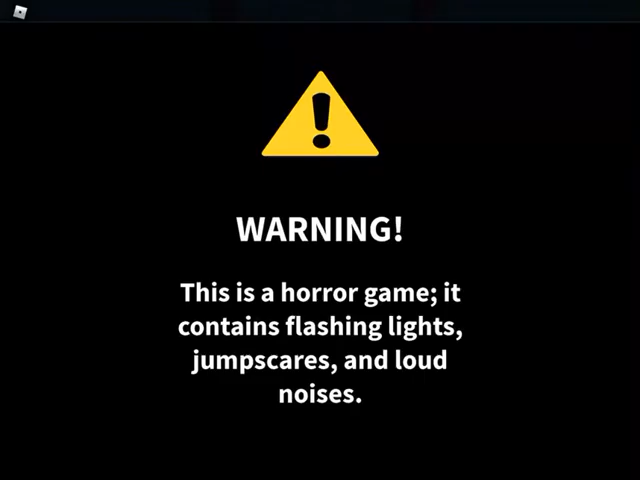 WARNING!
This is a horror game; it
contains flashing lights,
jumpscares, and loud
noises.